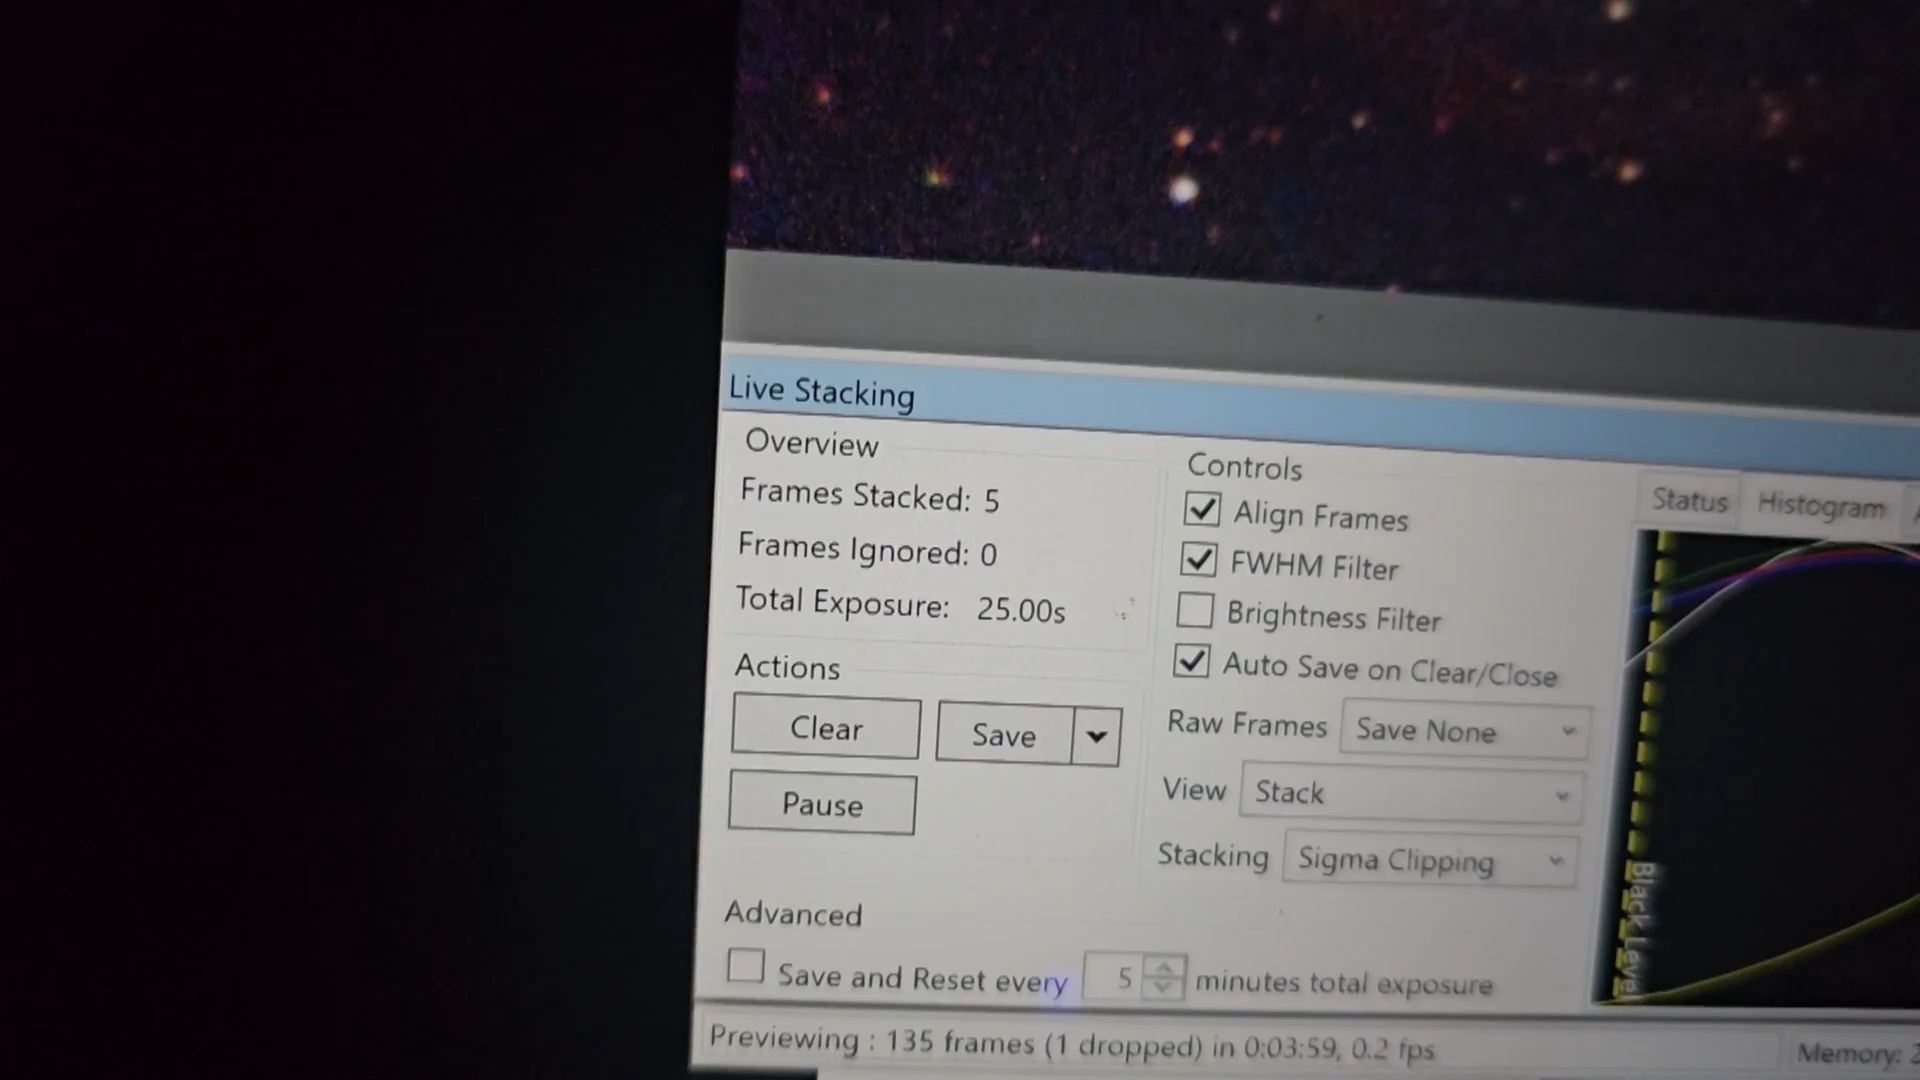 Live Stacking
Overview
Frames Stacked: 5
Frames Ignored: 0
Total Exposure: 25.00s
Actions
Clear
Save
Pause
Controls
Align Frames
FWHM Filter
Brightness Filter
Auto Save on Clear/Close
Raw Frames Save None
View Stack
Stacking Sigma Clipping
Status Histogram
Black Level
Advanced
Save and Reset every 5 minutes total exposure
Previewing : 135 frames (1 dropped) in 0:03:59, 0.2 fps
Memory: